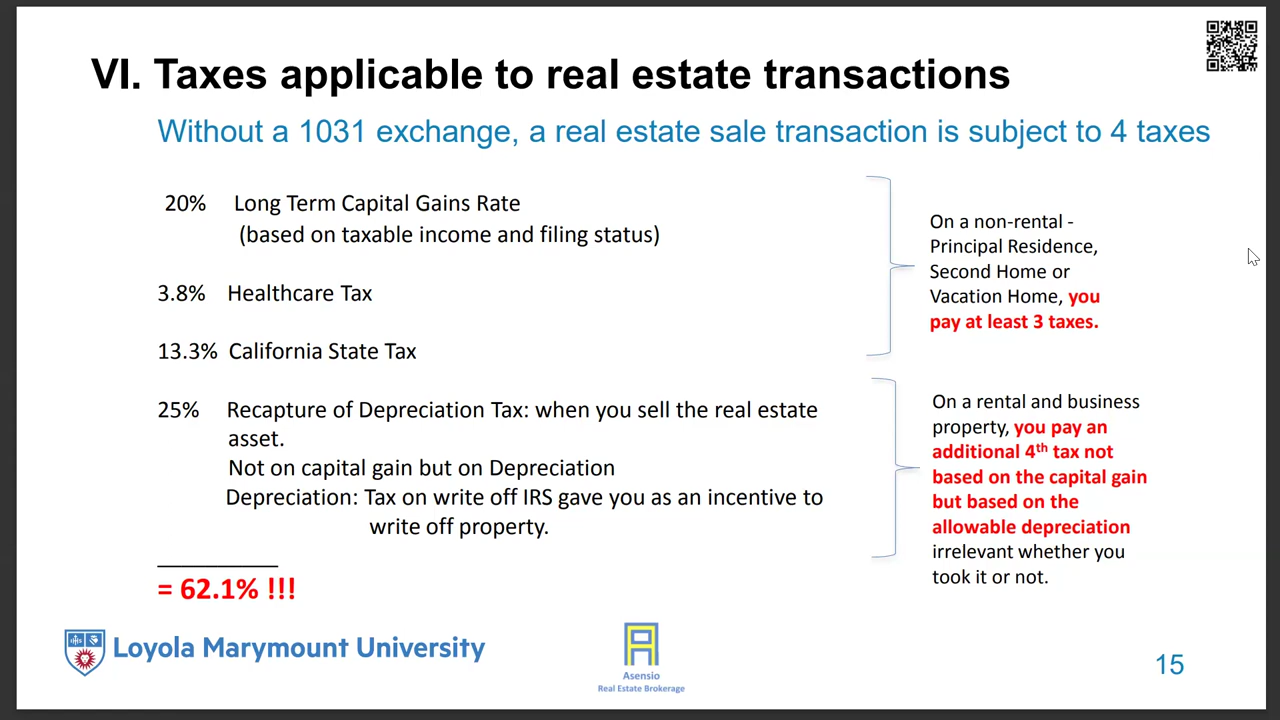 VI. Taxes applicable to real estate transactions
Without a 1031 exchange, a real estate sale transaction is subject to 4 taxes
20% Long Term Capital Gains Rate
(based on taxable income and filing status)
3.8% Healthcare Tax
13.3% California State Tax
25% Recapture of Depreciation Tax: when you sell the real estate
asset.
Not on capital gain but on Depreciation
Depreciation: Tax on write off IRS gave you as an incentive to
write off property.
= 62.1% !!!
On a non-rental -
Principal Residence,
Second Home or
Vacation Home, you
pay at least 3 taxes.
On a rental and business
property, you pay an
additional 4th tax not
based on the capital gain
but based on the
allowable depreciation
irrelevant whether you
took it or not.
IHS
Loyola Marymount University
Asensio
Real Estate Brokerage
15